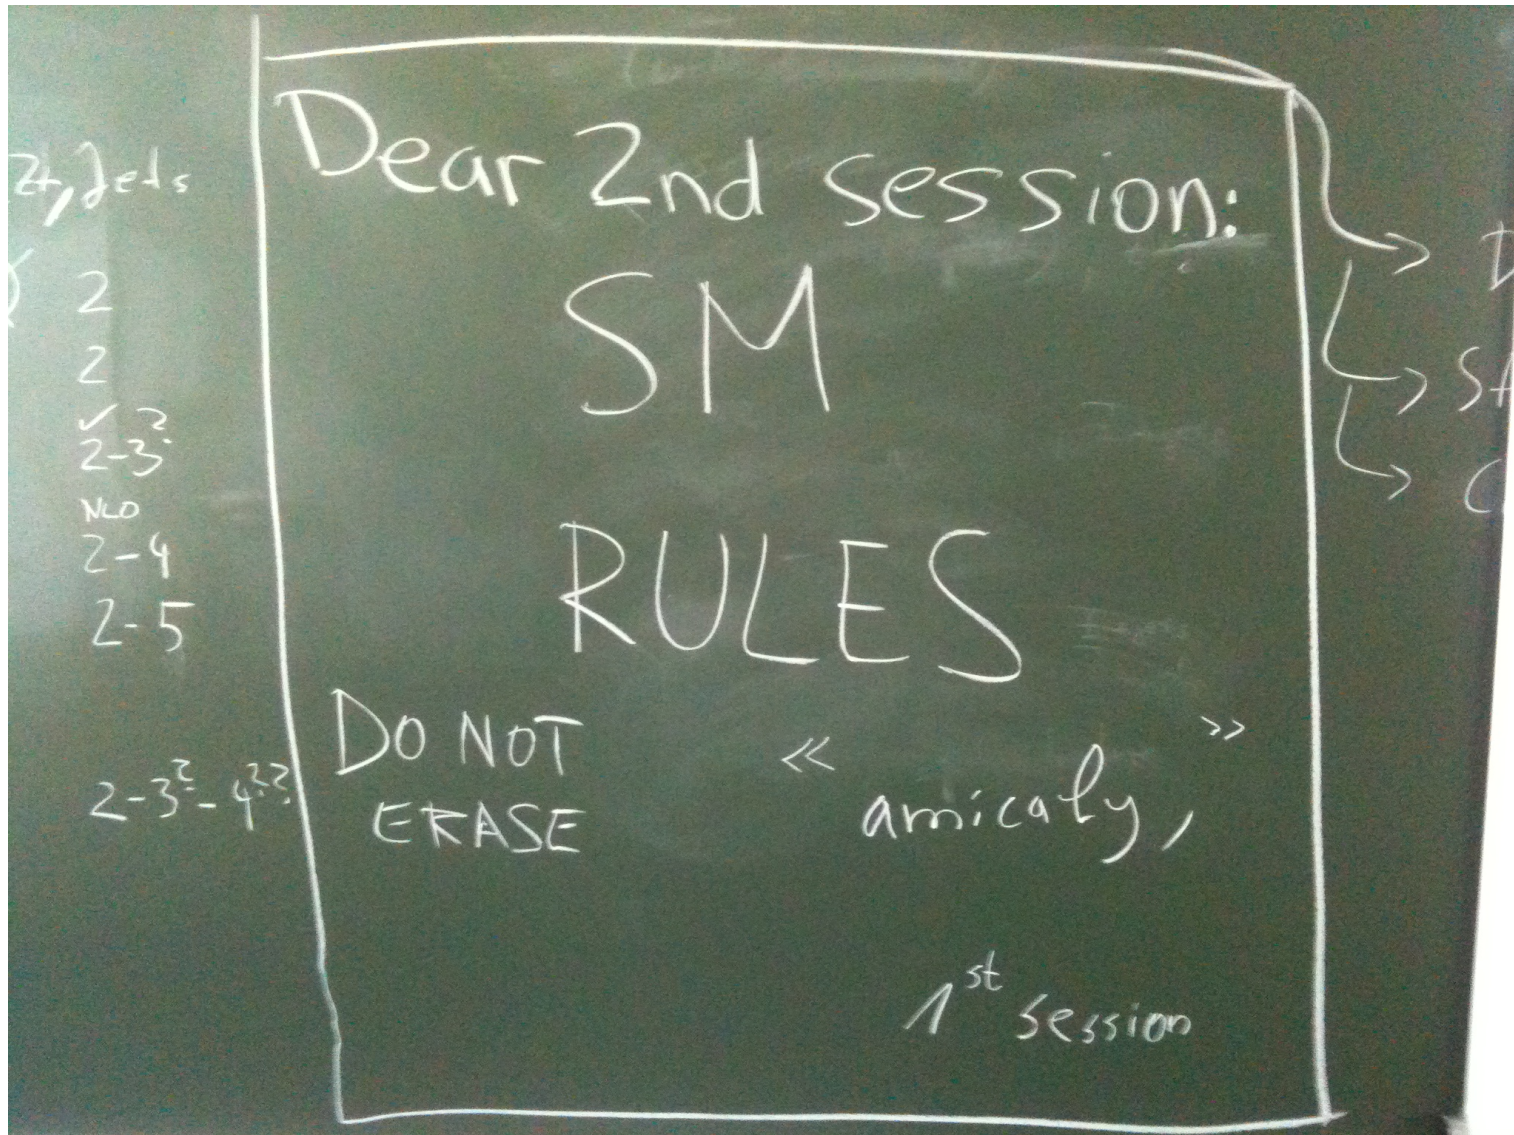 Jets
2
2
✓
2-3?
NLO
2-4
2-5
2-3?-4??
Dear 2nd session:
SM
RULES
DO NOT
ERASE
« amicaly, »
1st session